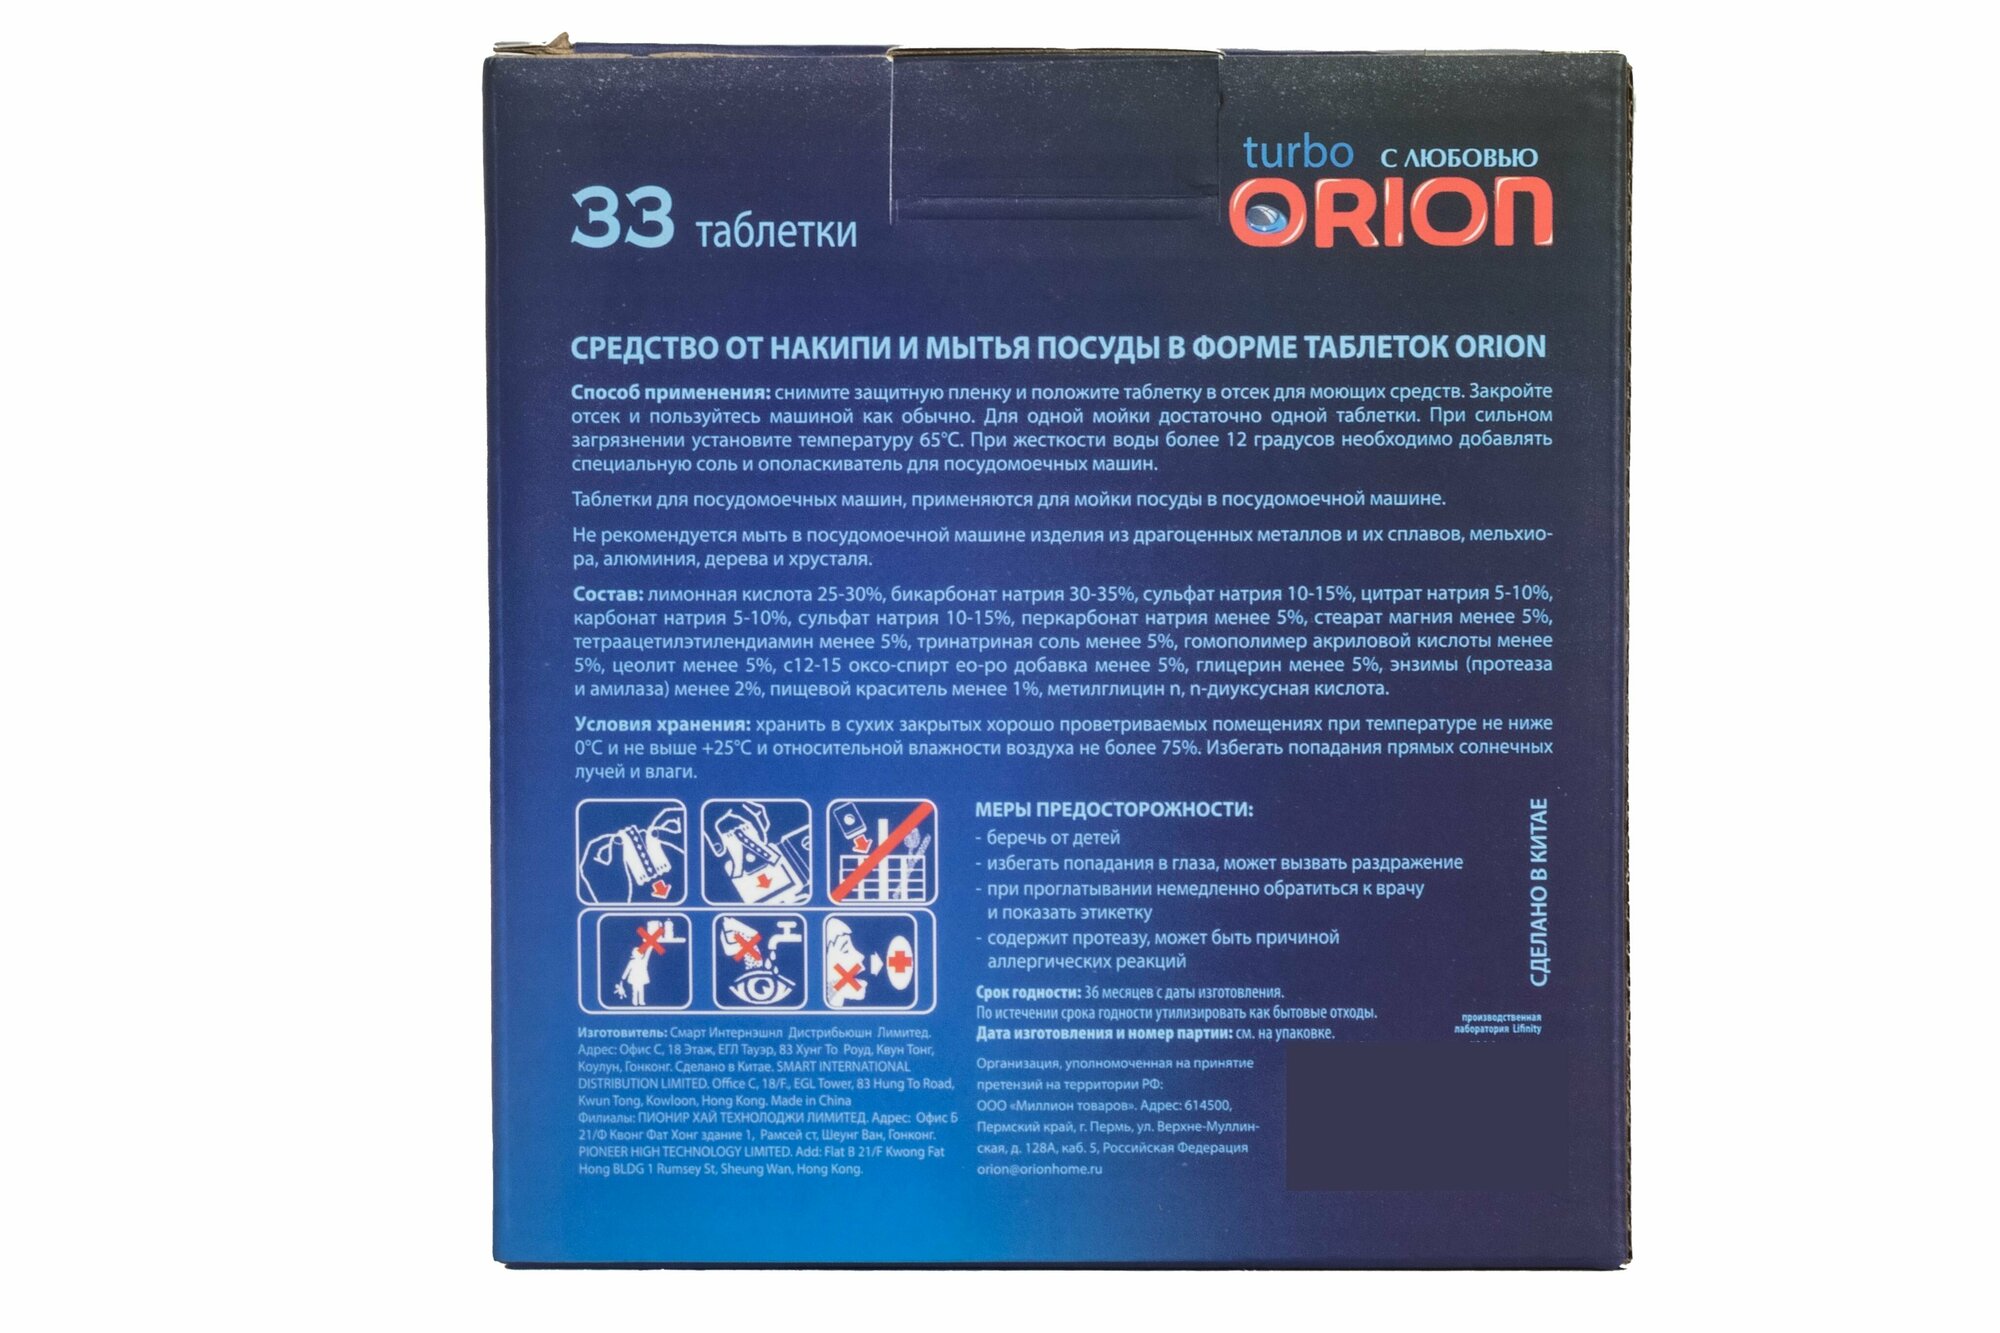 turbo С ЛЮБОВЬЮ
ORION
33 таблетки
СРЕДСТВО ОТ НАКИПИ И МЫТЬЯ ПОСУДЫ В ФОРМЕ ТАБЛЕТОК ORION
Способ применения: снимите защитную пленку и положите таблетку в отсек для моющих средств. Закройте
отсек и пользуйтесь машиной как обычно. Для одной мойки достаточно одной таблетки. При сильном
загрязнении установите температуру 65°С. При жесткости воды более 12 градусов необходимо добавлять
специальную соль и ополаскиватель для посудомоечных машин.
Таблетки для посудомоечных машин, применяются для мойки посуды в посудомоечной машине.
Не рекомендуется мыть в посудомоечной машине изделия из драгоценных металлов и их сплавов, мельхио-
ра, алюминия, дерева и хрусталя.
Состав: лимонная кислота 25-30%, бикарбонат натрия 30-35%, сульфат натрия 10-15%, цитрат натрия 5-10%,
карбонат натрия 5-10%, сульфат натрия 10-15%, перкарбонат натрия менее 5%, стеарат магния менее 5%,
тетраацетилэтилендиамин менее 5%, тринатриная соль менее 5%, гомополимер акриловой кислоты менее
5%, цеолит менее 5%, с12-15 оксо-спирт ео-ро добавка менее 5%, глицерин менее 5%, энзимы (протеаза
и амилаза) менее 2%, пищевой краситель менее 1%, метилглицин n, n-диуксусная кислота.
Условия хранения: хранить в сухих закрытых хорошо проветриваемых помещениях при температуре не ниже
0°С и не выше +25°С и относительной влажности воздуха не более 75%. Избегать попадания прямых солнечных
лучей и влаги.
МЕРЫ ПРЕДОСТОРОЖНОСТИ:
- беречь от детей
- избегать попадания в глаза, может вызвать раздражение
- при проглатывании немедленно обратиться к врачу
и показать этикетку
- содержит протеазу, может быть причиной
аллергических реакций
Срок годности: 36 месяцев с даты изготовления.
По истечении срока годности утилизировать как бытовые отходы.
Дата изготовления и номер партии: см. на упаковке.
СДЕЛАНО В КИТАЕ
производственная
лаборатория Lifinity
Изготовитель: Смарт Интернэшнл Дистрибьюшн Лимитед.
Адрес: Офис С, 18 Этаж, ЕГЛ Тауэр, 83 Хунг То Роуд, Квун Тонг,
Коулун, Гонконг. Сделано в Китае. SMART INTERNATIONAL
DISTRIBUTION LIMITED. Office C, 18/F., EGL Tower, 83 Hung To Road,
Kwun Tong, Kowloon, Hong Kong. Made in China
Филиалы: ПИОНИР ХАЙ ТЕХНОЛОДЖИ ЛИМИТЕД. Адрес: Офис Б
21/Ф Квонг Фат Хонг здание 1, Рамсей ст, Шеунг Ван, Гонконг.
PIONEER HIGH TECHNOLOGY LIMITED. Add: Flat B 21/F Kwong Fat
Hong BLDG 1 Rumsey St, Sheung Wan, Hong Kong.
Организация, уполномоченная на принятие
претензий на территории РФ:
ООО «Миллион товаров». Адрес: 614500,
Пермский край, г. Пермь, ул. Верхне-Муллин-
ская, д. 128А, каб. 5, Российская Федерация
orion@orionhome.ru